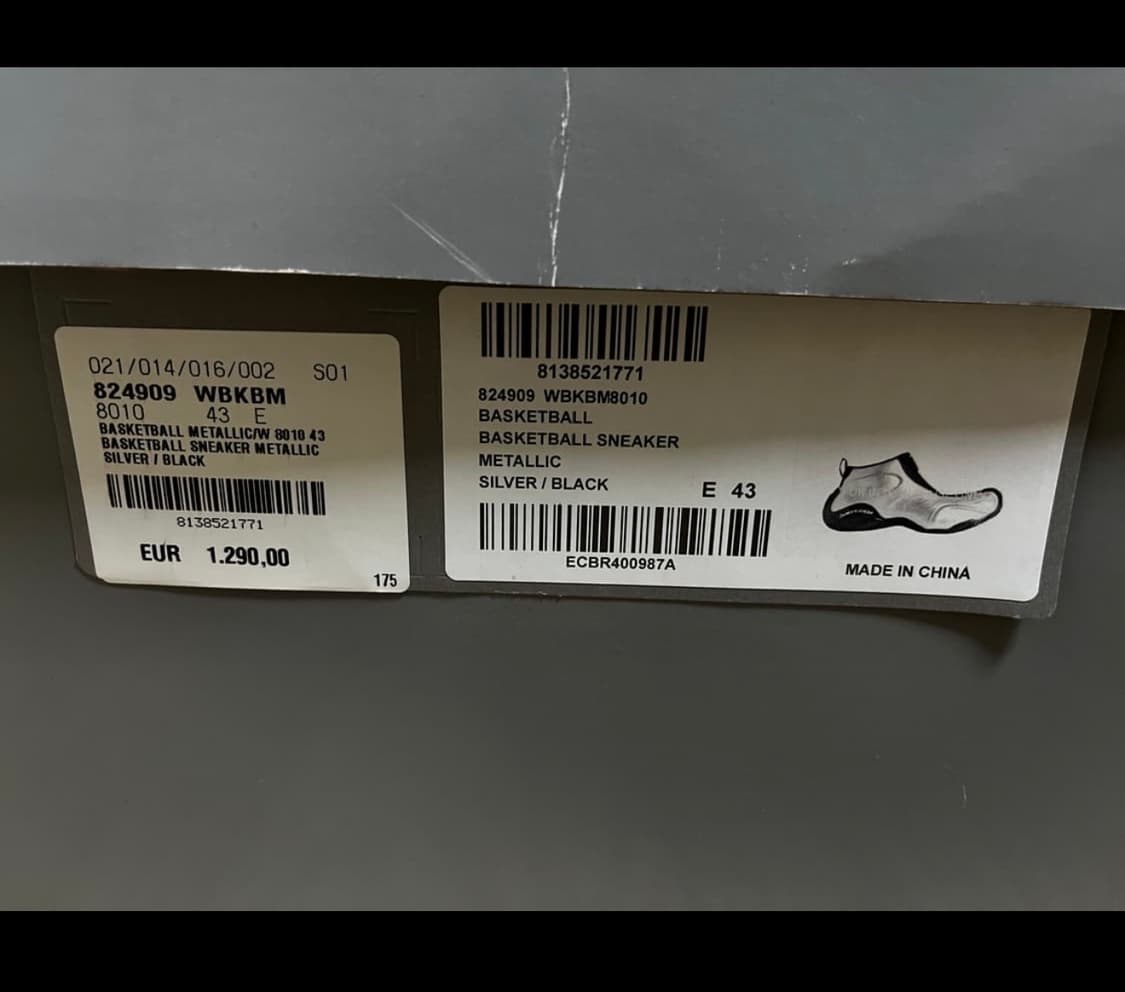 021/014/016/002 S01
824909 WBKBM
8010 43 E
BASKETBALL METALLIC/W 8010 43
BASKETBALL SNEAKER METALLIC
SILVER / BLACK
8138521771
EUR 1.290,00
175
8138521771
824909 WBKBM8010
BASKETBALL
BASKETBALL SNEAKER
METALLIC
SILVER / BLACK
E 43
ECBR400987A
MADE IN CHINA